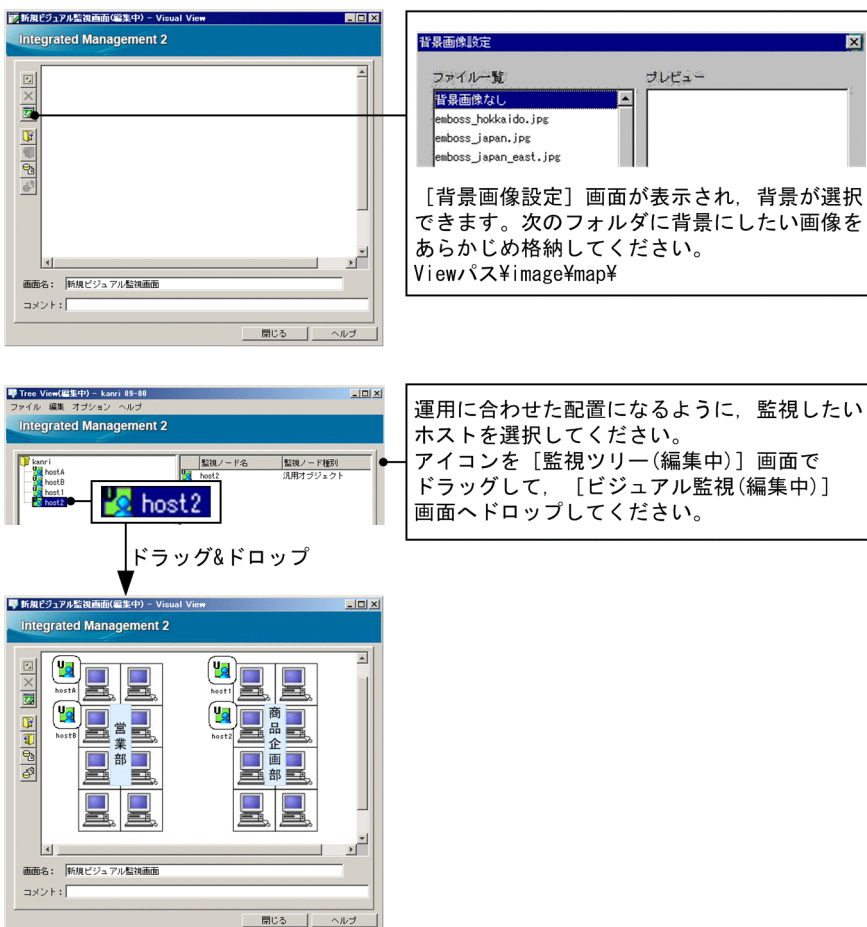 新規ビジュアル監視画面(編集中) - Visual View
Integrated Management 2
画面名： 新規ビジュアル監視画面
コメント：
閉じる ヘルプ
背景画像設定
ファイル一覧 プレビュー
背景画像なし
emboss_hokkaido.jpg
emboss_japan.jpg
emboss_japan_east.jpg
［背景画像設定］画面が表示され，背景が選択
できます。次のフォルダに背景にしたい画像を
あらかじめ格納してください。
Viewパス¥image¥map¥
Tree View(編集中) - kanri 09-00
ファイル 編集 オプション ヘルプ
Integrated Management 2
kanri
hostA
hostB
host1
host2
監視ノード名 監視ノード種別
host2 汎用オブジェクト
host2
運用に合わせた配置になるように，監視したい
ホストを選択してください。
アイコンを［監視ツリー(編集中)］画面で
ドラッグして，［ビジュアル監視(編集中)］
画面へドロップしてください。
ドラッグ&ドロップ
新規ビジュアル監視画面(編集中) - Visual View
Integrated Management 2
hostA
hostB
営業部
host1
host2
商品企画部
画面名： 新規ビジュアル監視画面
コメント：
閉じる ヘルプ